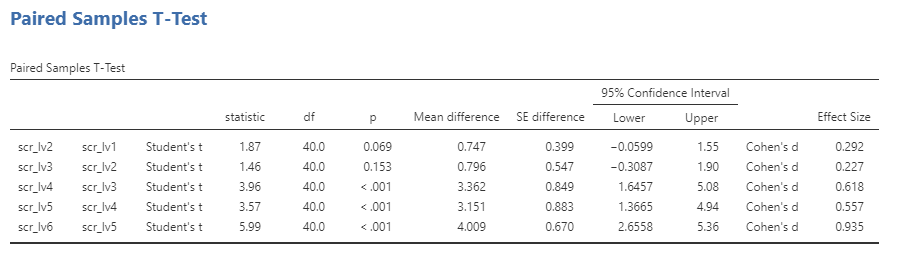 Paired Samples T-Test
Paired Samples T-Test
95% Confidence Interval
statistic df p Mean difference SE difference Lower Upper Effect Size
scr_lv2 scr_lv1 Student's t 1.87 40.0 0.069 0.747 0.399 −0.0599 1.55 Cohen's d 0.292
scr_lv3 scr_lv2 Student's t 1.46 40.0 0.153 0.796 0.547 −0.3087 1.90 Cohen's d 0.227
scr_lv4 scr_lv3 Student's t 3.96 40.0 < .001 3.362 0.849 1.6457 5.08 Cohen's d 0.618
scr_lv5 scr_lv4 Student's t 3.57 40.0 < .001 3.151 0.883 1.3665 4.94 Cohen's d 0.557
scr_lv6 scr_lv5 Student's t 5.99 40.0 < .001 4.009 0.670 2.6558 5.36 Cohen's d 0.935